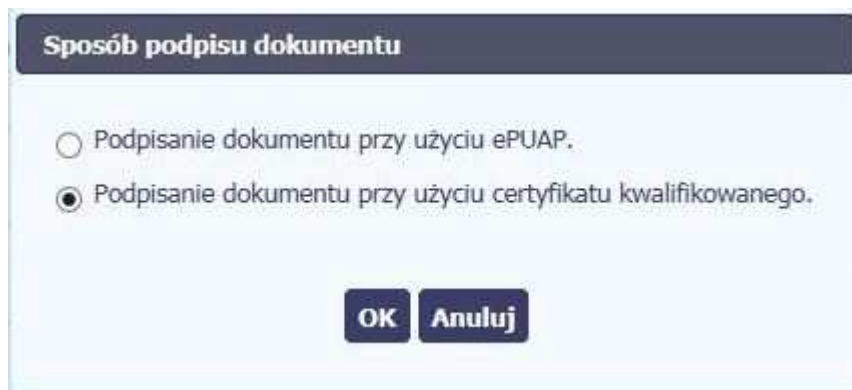 Sposób podpisu dokumentu
Podpisanie dokumentu przy użyciu ePUAP.
Podpisanie dokumentu przy użyciu certyfikatu kwalifikowanego.
OK Anuluj